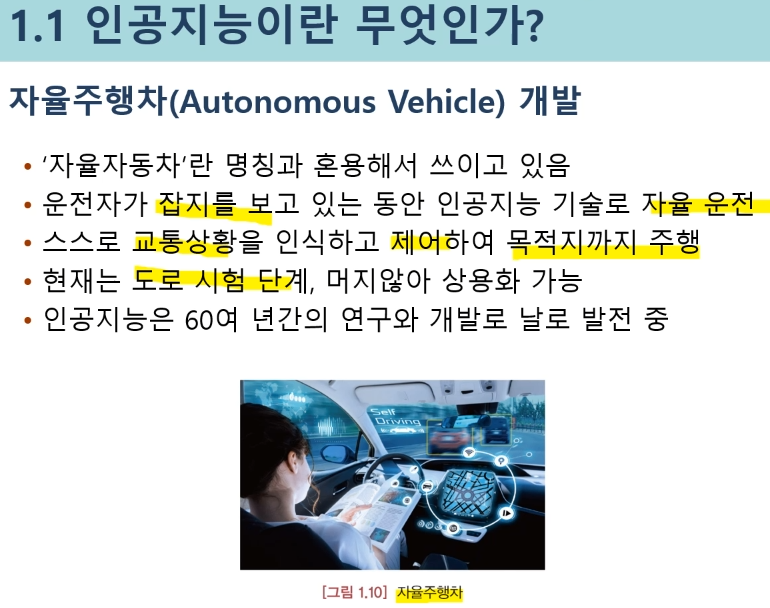 1.1 인공지능이란 무엇인가?
자율주행차(Autonomous Vehicle) 개발
• ‘자율자동차’란 명칭과 혼용해서 쓰이고 있음
• 운전자가 잡지를 보고 있는 동안 인공지능 기술로 자율 운전
• 스스로 교통상황을 인식하고 제어하여 목적지까지 주행
• 현재는 도로 시험 단계, 머지않아 상용화 가능
• 인공지능은 60여 년간의 연구와 개발로 날로 발전 중
Self
Driving
[그림 1.10] 자율주행차